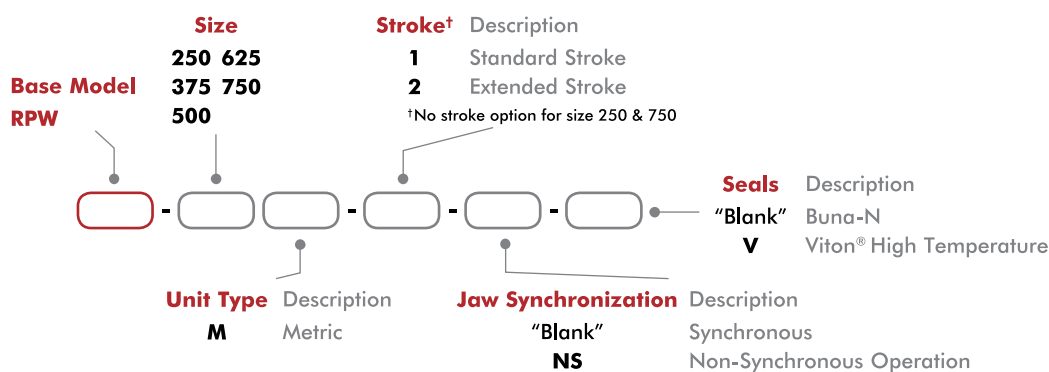 Size
250 625
375 750
500
Base Model
RPW
Stroke† Description
1 Standard Stroke
2 Extended Stroke
†No stroke option for size 250 & 750
- - - -
Seals Description
"Blank" Buna-N
V Viton® High Temperature
Unit Type Description
M Metric
Jaw Synchronization Description
"Blank" Synchronous
NS Non-Synchronous Operation